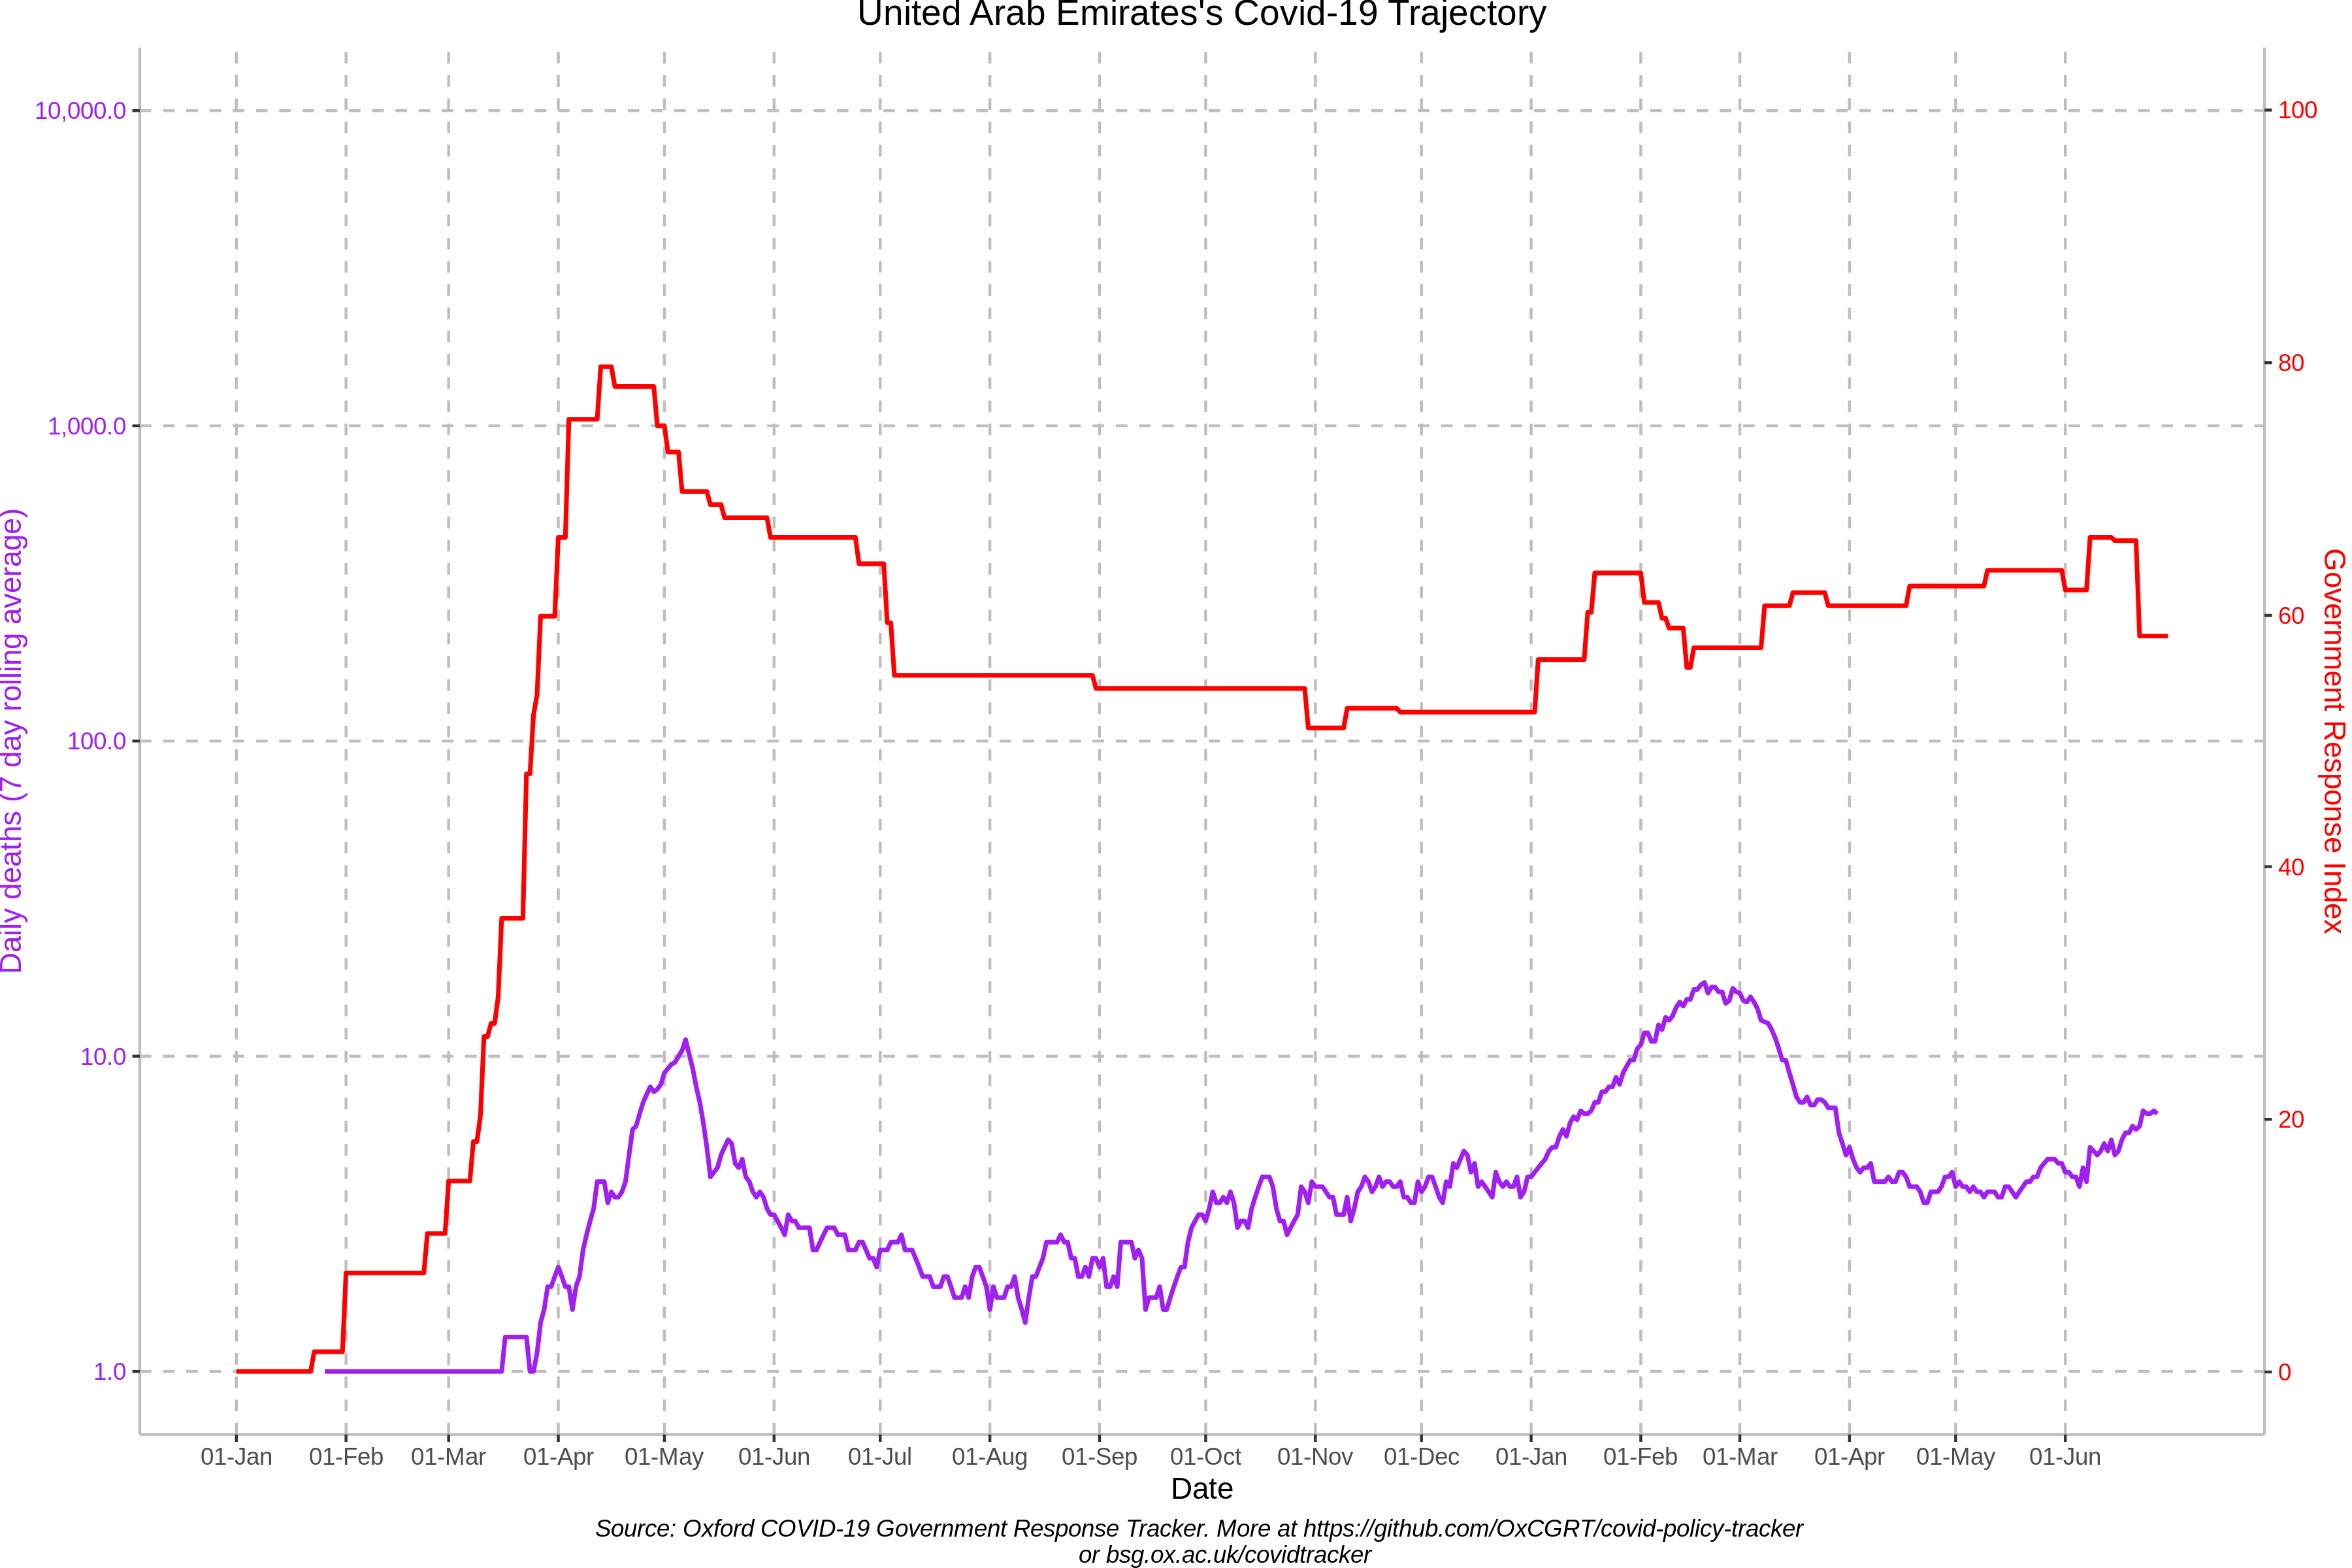 United Arab Emirates's Covid-19 Trajectory
Daily deaths (7 day rolling average)
10,000.0
1,000.0
100.0
10.0
1.0
100
80
60
40
20
0
Government Response Index
01-Jan 01-Feb 01-Mar 01-Apr 01-May 01-Jun 01-Jul 01-Aug 01-Sep 01-Oct 01-Nov 01-Dec 01-Jan 01-Feb 01-Mar 01-Apr 01-May 01-Jun
Date
Source: Oxford COVID-19 Government Response Tracker. More at https://github.com/OxCGRT/covid-policy-tracker
or bsg.ox.ac.uk/covidtracker